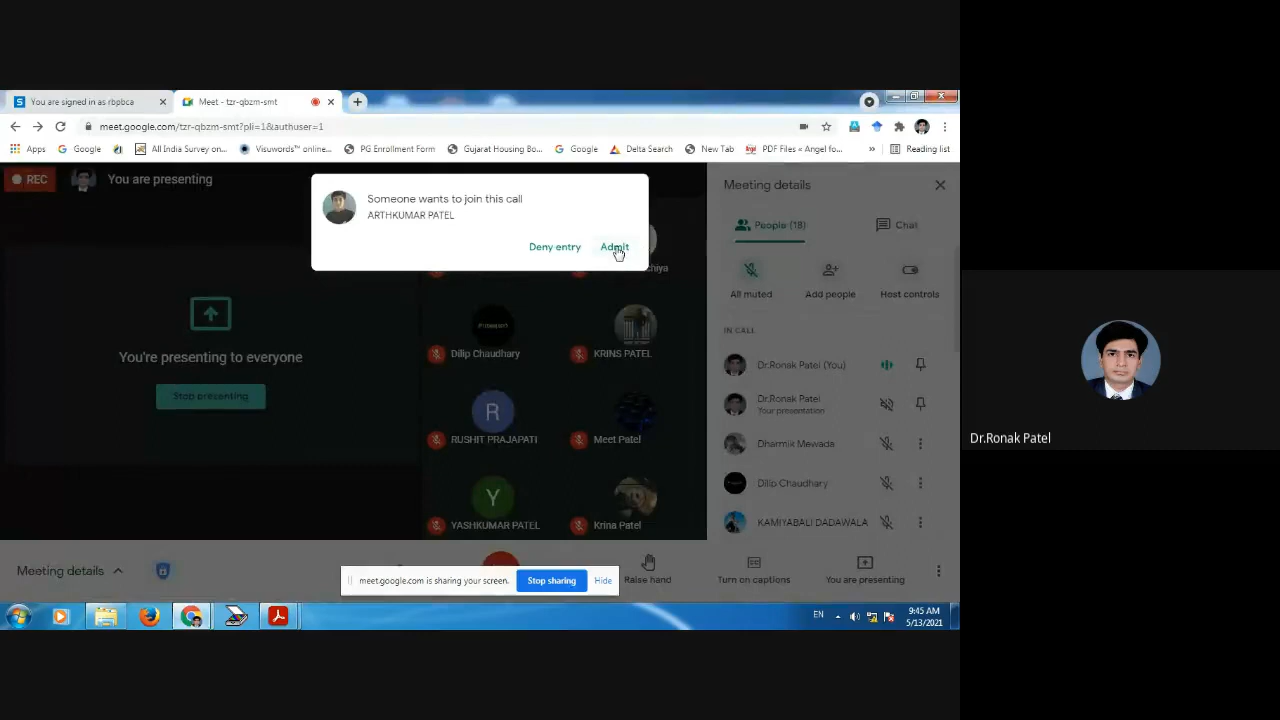 You are signed in as rbpbca
Meet - tzr-qbzm-smt
meet.google.com/tzr-qbzm-smt?pli=1&authuser=1
Apps Google All India Survey on... Visuwords™ online... PG Enrollment Form Gujarat Housing Bo... Google Delta Search New Tab PDF Files « Angel fo... » Reading list
REC
You are presenting
Someone wants to join this call
ARTHKUMAR PATEL
Deny entry
Admit
Meeting details
People (18)
Chat
All muted
Add people
Host controls
IN CALL
Dr.Ronak Patel (You)
Dr.Ronak Patel
Your presentation
Dharmik Mewada
Dilip Chaudhary
KAMIYABALI DADAWALA
You're presenting to everyone
Stop presenting
Dilip Chaudhary
KRINS PATEL
R
RUSHIT PRAJAPATI
Meet Patel
Y
YASHKUMAR PATEL
Krina Patel
Meeting details
meet.google.com is sharing your screen.
Stop sharing
Hide
Raise hand
Turn on captions
You are presenting
EN
9:45 AM
5/13/2021
Dr.Ronak Patel